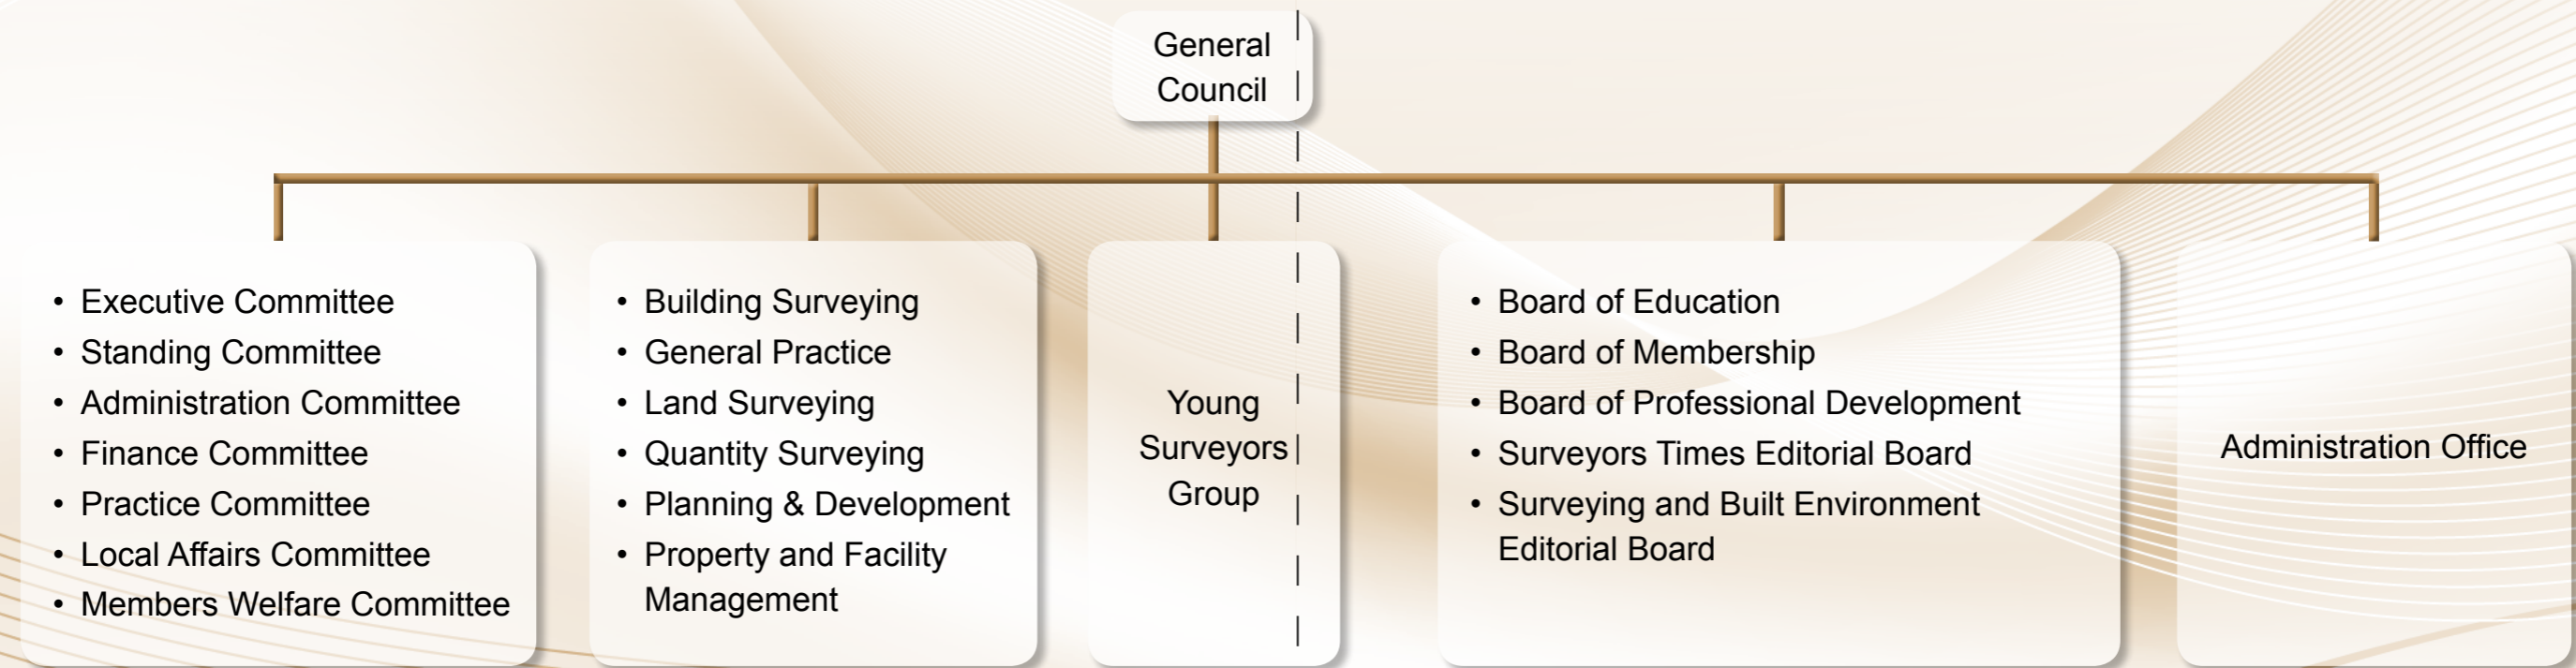 General
Council
• Executive Committee
• Standing Committee
• Administration Committee
• Finance Committee
• Practice Committee
• Local Affairs Committee
• Members Welfare Committee
• Building Surveying
• General Practice
• Land Surveying
• Quantity Surveying
• Planning & Development
• Property and Facility
Management
Young
Surveyors
Group
• Board of Education
• Board of Membership
• Board of Professional Development
• Surveyors Times Editorial Board
• Surveying and Built Environment
Editorial Board
Administration Office